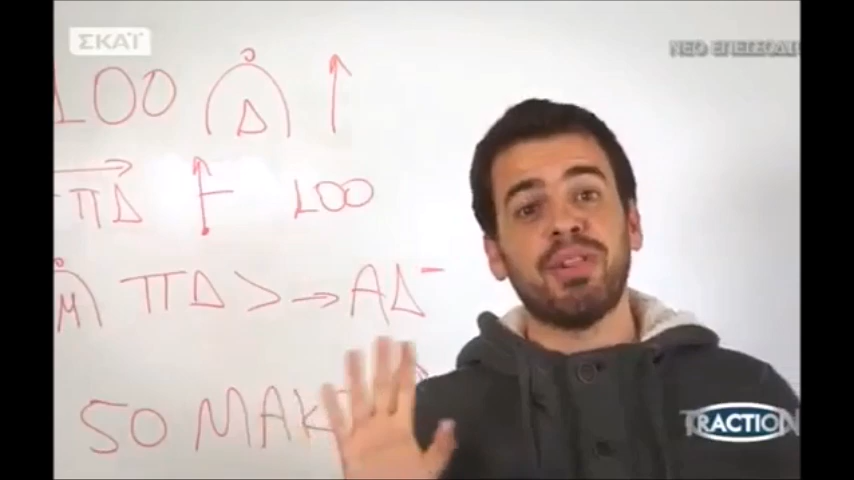 ΣΚΑΪ
ΝΕΟ ΕΠΕΙΣΟΔΙ
100 Δ ↑
→
ΠΔ 100
Μ ΠΔ > → ΑΔ -
50 ΜΑΚ
TRACTION